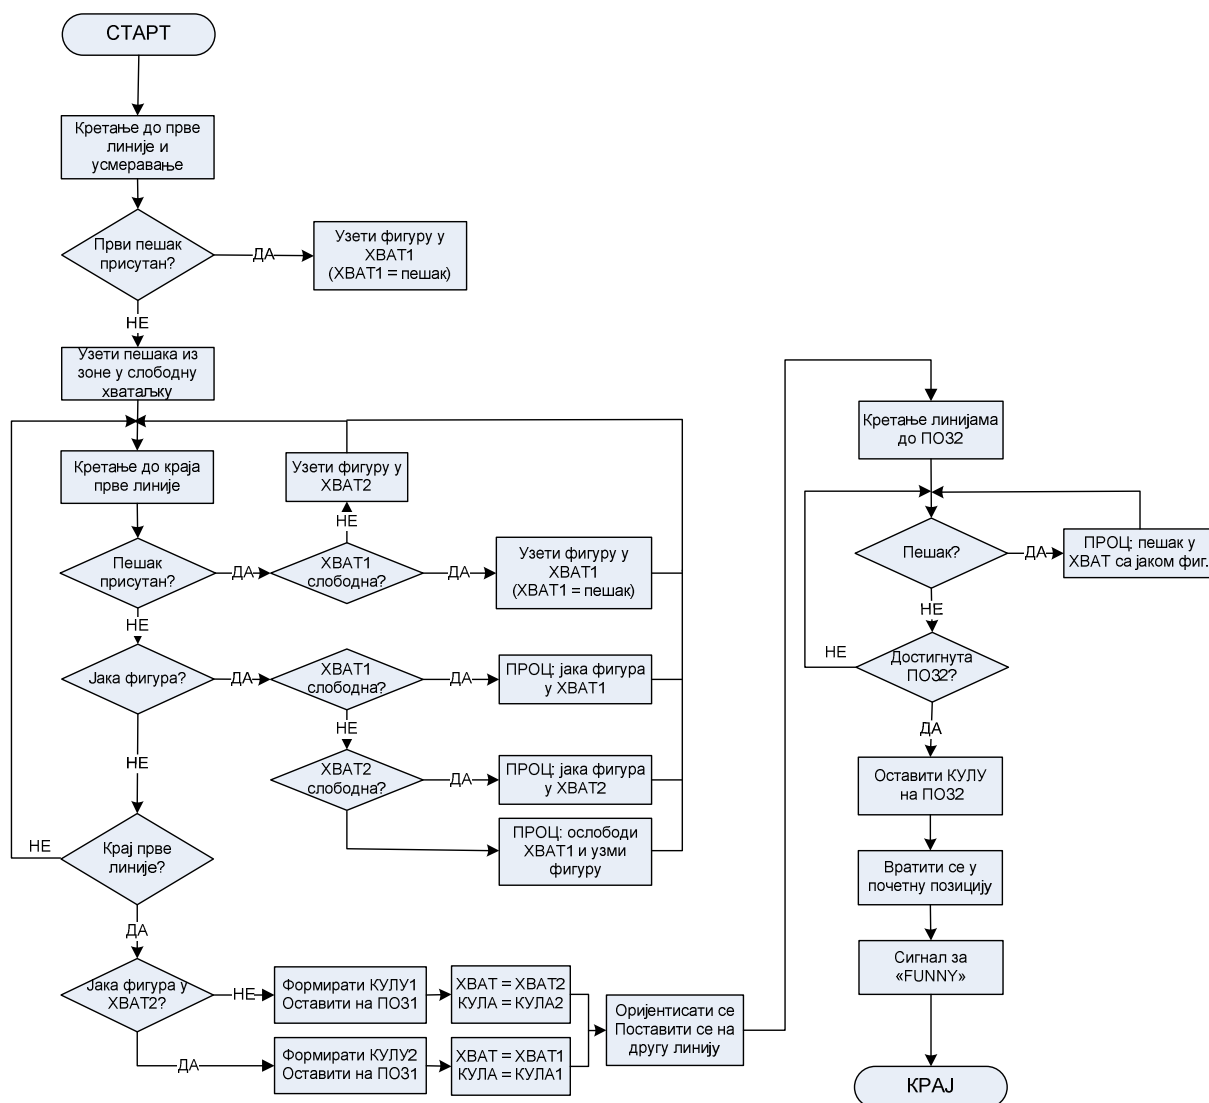 СТАРТ
Кретање до прве
линије и
усмеравање
Први пешак
присутан?
ДА
Узети фигуру у
ХВАТ1
(ХВАТ1 = пешак)
НЕ
Узети пешака из
зоне у слободну
хватаљку
Кретање до краја
прве линије
Узети фигуру у
ХВАТ2
НЕ
Пешак
присутан?
ДА
ХВАТ1
слободна?
ДА
Узети фигуру у
ХВАТ1
(ХВАТ1 = пешак)
НЕ
Јака фигура?
ДА
ХВАТ1
слободна?
ДА
ПРОЦ: јака фигура
у ХВАТ1
НЕ
НЕ
ХВАТ2
слободна?
ДА
ПРОЦ: јака фигура
у ХВАТ2
ПРОЦ: ослободи
ХВАТ1 и узми
фигуру
НЕ
Крај прве
линије?
ДА
Јака фигура у
ХВАТ2?
НЕ
Формирати КУЛУ1
Оставити на ПОЗ1
ХВАТ = ХВАТ2
КУЛА = КУЛА2
ДА
Формирати КУЛУ2
Оставити на ПОЗ1
ХВАТ = ХВАТ1
КУЛА = КУЛА1
Оријентисати се
Поставити се на
другу линију
Кретање линијама
до ПОЗ2
Пешак?
ДА
ПРОЦ: пешак у
ХВАТ са јаком фиг.
НЕ
НЕ
Достигнута
ПОЗ2?
ДА
Оставити КУЛУ
на ПОЗ2
Вратити се у
почетну позицију
Сигнал за
«FUNNY»
КРАЈ